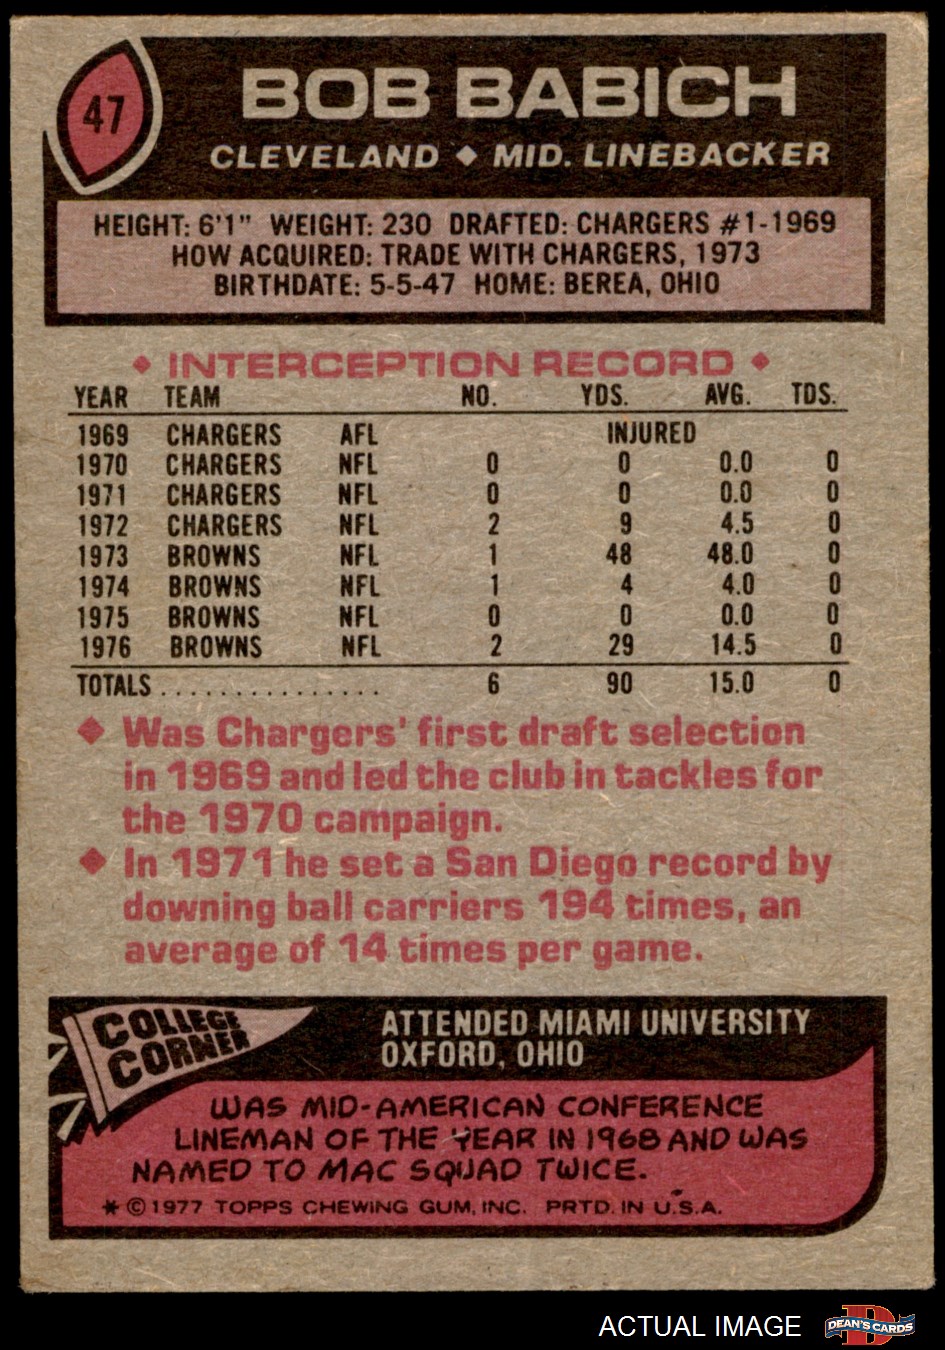 47
BOB BABICH
CLEVELAND ◆ MID. LINEBACKER
HEIGHT: 6'1" WEIGHT: 230 DRAFTED: CHARGERS #1-1969
HOW ACQUIRED: TRADE WITH CHARGERS, 1973
BIRTHDATE: 5-5-47 HOME: BEREA, OHIO
◆ INTERCEPTION RECORD ◆
YEAR TEAM NO. YDS. AVG. TDS.
1969 CHARGERS AFL INJURED
1970 CHARGERS NFL 0 0 0.0 0
1971 CHARGERS NFL 0 0 0.0 0
1972 CHARGERS NFL 2 9 4.5 0
1973 BROWNS NFL 1 48 48.0 0
1974 BROWNS NFL 1 4 4.0 0
1975 BROWNS NFL 0 0 0.0 0
1976 BROWNS NFL 2 29 14.5 0
TOTALS ............... 6 90 15.0 0
◆ Was Chargers' first draft selection
in 1969 and led the club in tackles for
the 1970 campaign.
◆ In 1971 he set a San Diego record by
downing ball carriers 194 times, an
average of 14 times per game.
COLLEGE
CORNER
ATTENDED MIAMI UNIVERSITY
OXFORD, OHIO
WAS MID-AMERICAN CONFERENCE
LINEMAN OF THE YEAR IN 1968 AND WAS
NAMED TO MAC SQUAD TWICE.
* © 1977 TOPPS CHEWING GUM, INC. PRTD. IN U.S.A.
ACTUAL IMAGE
D
DEAN'S CARDS